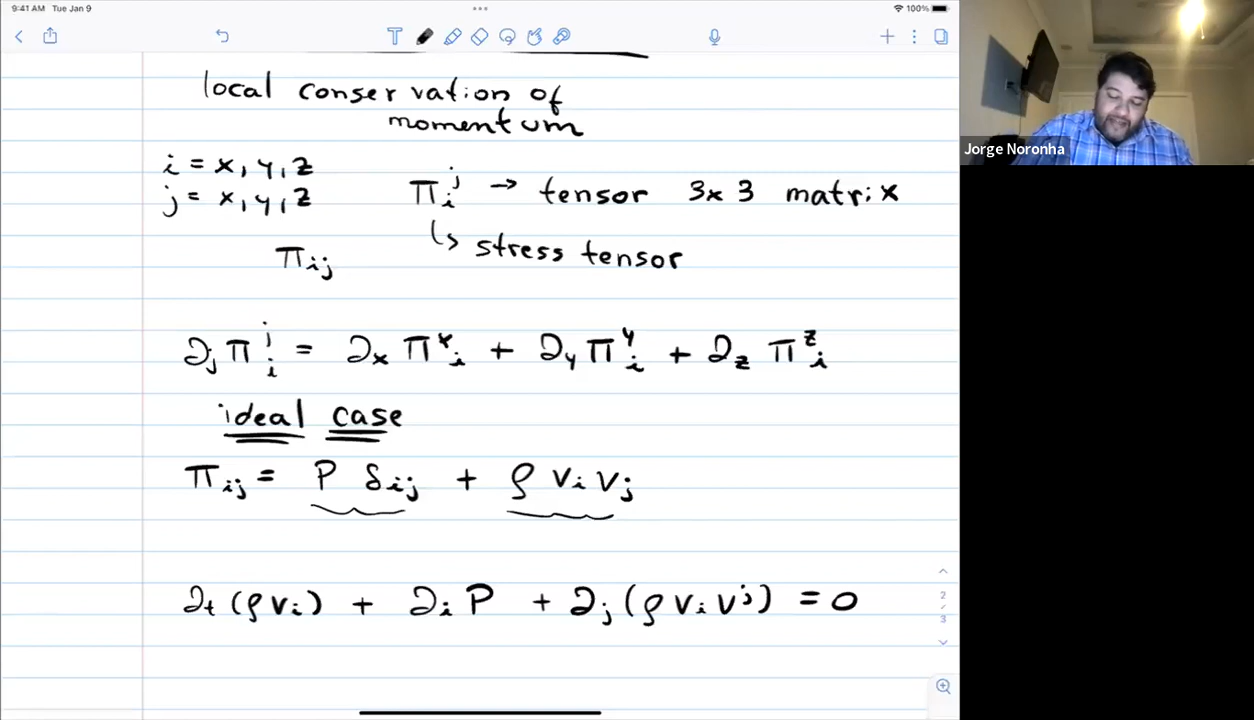 9:41 AM Tue Jan 9
100%
local conservation of
momentum
i = x, y, z
j = x, y, z
Π_i^j → tensor 3x3 matrix
↳ stress tensor
Π_ij
∂_j Π^j_i = ∂_x Π^x_i + ∂_y Π^y_i + ∂_z Π^z_i
ideal case
Π_ij = P δ_ij + ρ v_i v_j
∂_t (ρ v_i) + ∂_i P + ∂_j (ρ v_i v^j) = 0
2
/
3
Jorge Noronha